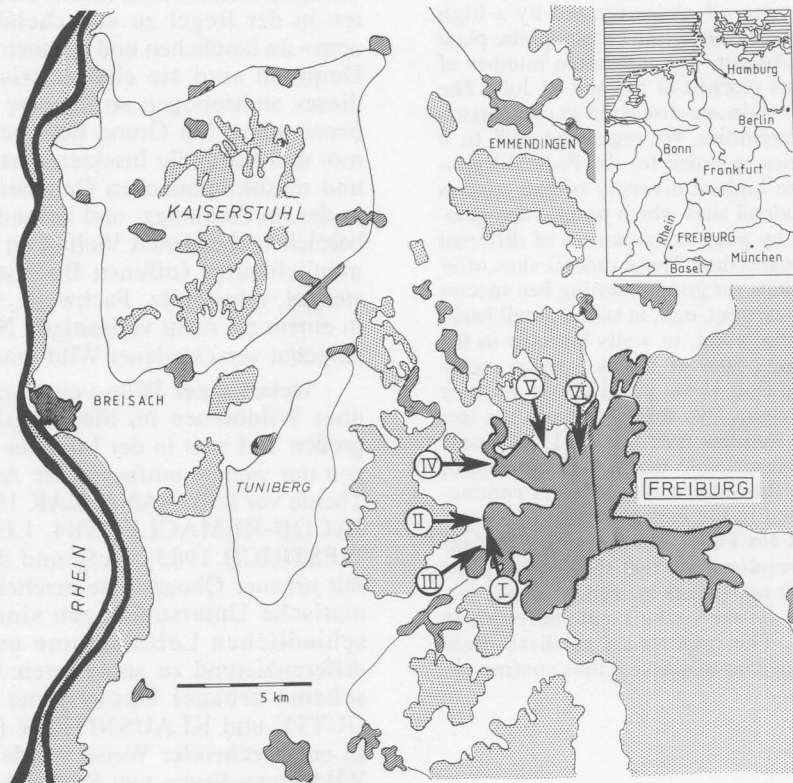 Hamburg
Berlin
Bonn
Frankfurt
Rhein
FREIBURG
München
Basel
EMMENDINGEN
KAISERSTUHL
BREISACH
TUNIBERG
V
VI
IV
FREIBURG
II
III
I
RHEIN
5 km